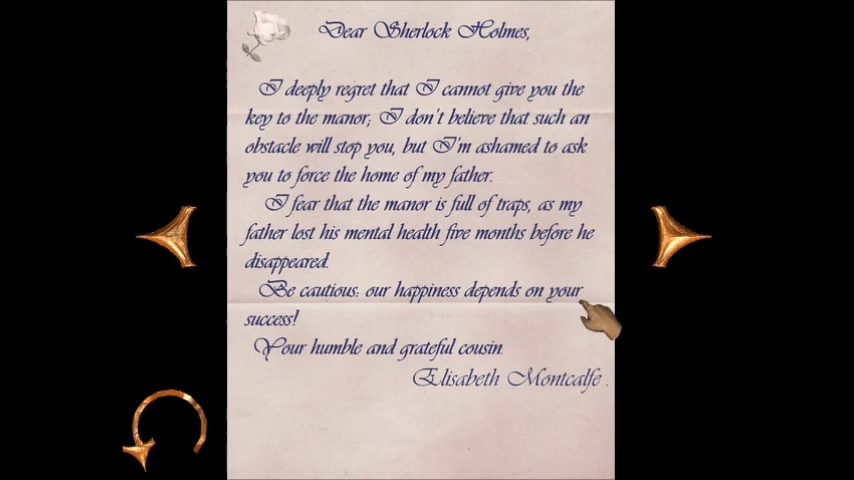 Dear Sherlock Holmes,
I deeply regret that I cannot give you the
key to the manor; I don't believe that such an
obstacle will stop you, but I'm ashamed to ask
you to force the home of my father.
I fear that the manor is full of traps, as my
father lost his mental health five months before he
disappeared.
Be cautious: our happiness depends on your
success!
Your humble and grateful cousin.
Elisabeth Montcalfe.